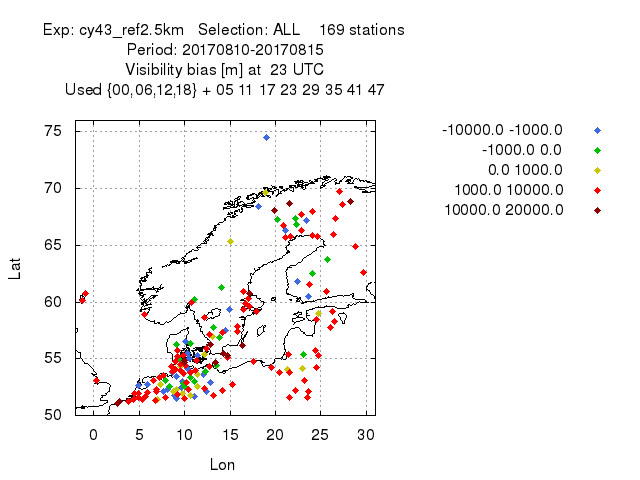 Exp: cy43_ref2.5km   Selection: ALL    169 stations
Period: 20170810-20170815
Visibility bias [m] at  23 UTC
Used {00,06,12,18} + 05 11 17 23 29 35 41 47
-10000.0 -1000.0
-1000.0 0.0
0.0 1000.0
1000.0 10000.0
10000.0 20000.0
75
70
65
60
55
50
Lat
0 5 10 15 20 25 30
Lon